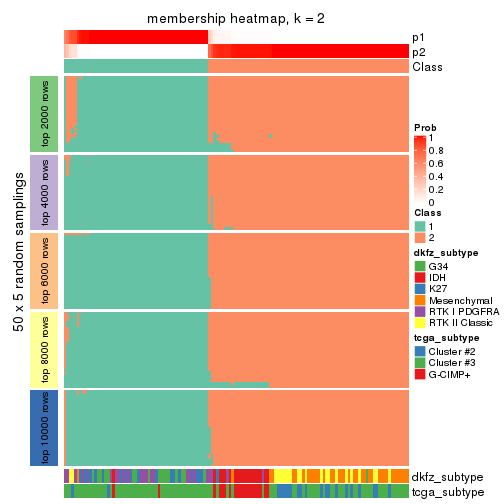 membership heatmap, k = 2
p1
p2
Class
50 x 5 random samplings
top 2000 rows
top 4000 rows
top 6000 rows
top 8000 rows
top 10000 rows
dkfz_subtype
tcga_subtype
Prob
1
0.8
0.6
0.4
0.2
0
Class
1
2
dkfz_subtype
G34
IDH
K27
Mesenchymal
RTK I PDGFRA
RTK II Classic
tcga_subtype
Cluster #2
Cluster #3
G-CIMP+